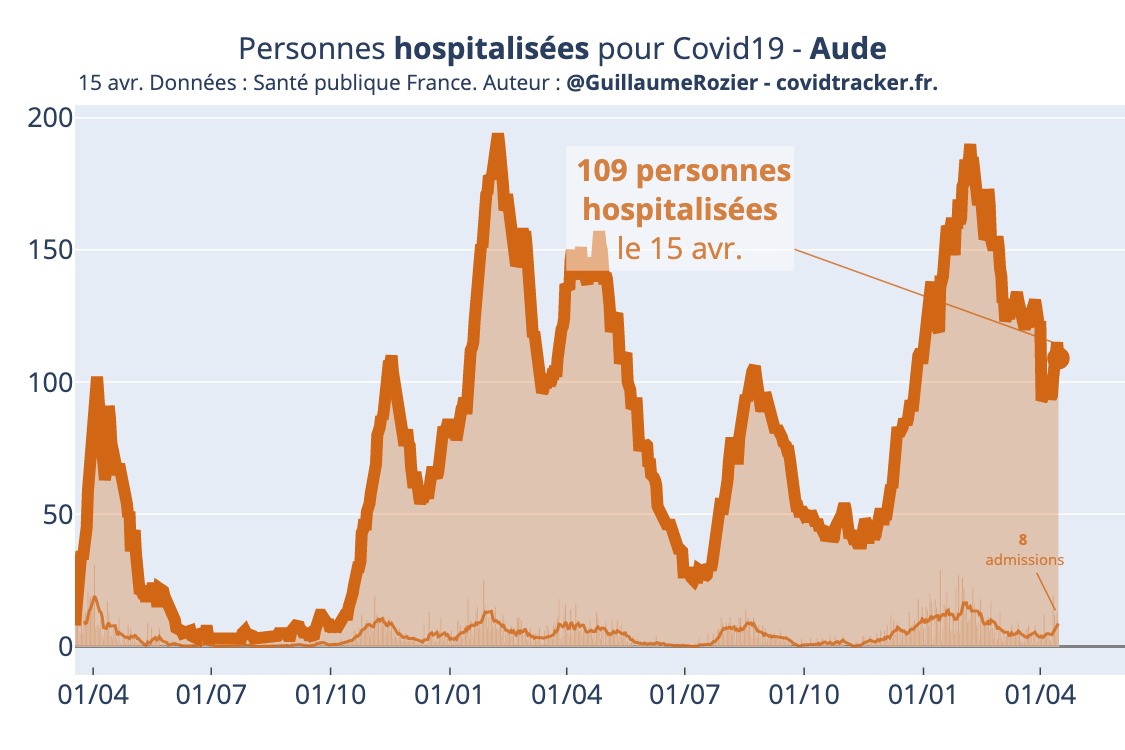 Personnes hospitalisées pour Covid19 - Aude
15 avr. Données : Santé publique France. Auteur : @GuillaumeRozier - covidtracker.fr.
200
109 personnes
hospitalisées
le 15 avr.
150
100
50
8
admissions
0
01/04 01/07 01/10 01/01 01/04 01/07 01/10 01/01 01/04